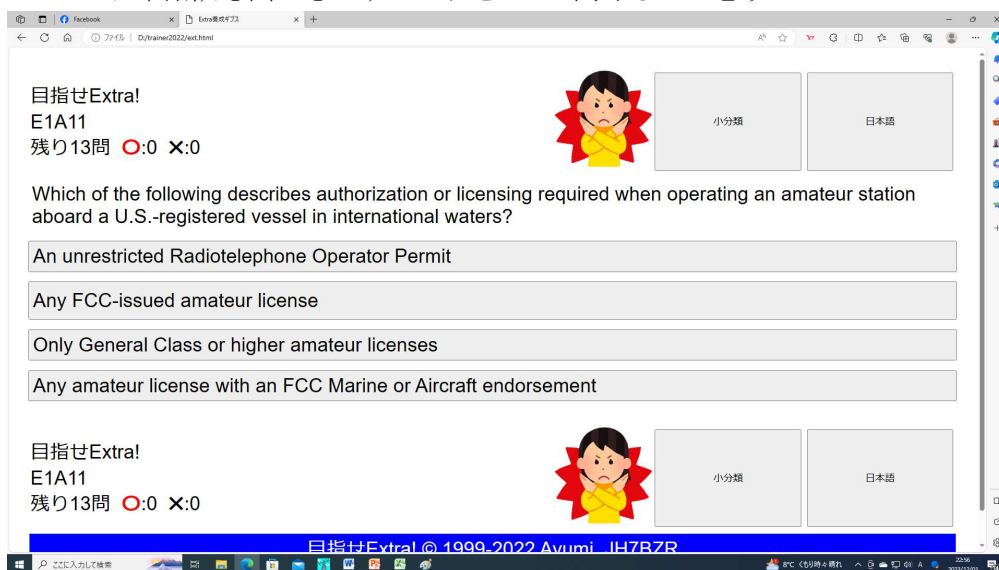 Facebook
Extra養成ギプス
ファイル
D:/trainer2022/ext.html
目指せExtra!
E1A11
残り13問 O:0 ×:0
小分類
日本語
Which of the following describes authorization or licensing required when operating an amateur station
aboard a U.S.-registered vessel in international waters?
An unrestricted Radiotelephone Operator Permit
Any FCC-issued amateur license
Only General Class or higher amateur licenses
Any amateur license with an FCC Marine or Aircraft endorsement
目指せExtra!
E1A11
残り13問 O:0 ×:0
小分類
日本語
目指せExtra! © 1999-2022 Ayumi, JH7BZR
ここに入力して検索
8°C くもり時々晴れ
A
22:56
2023/12/01